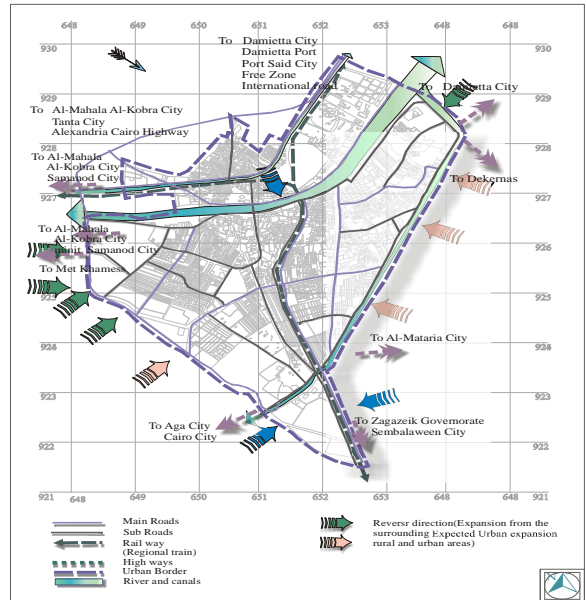 930
929
928
927
926
925
923
922
921
648
649
650
651
652
653
648
648
930
929
928
927
926
925
926
923
922
921
648
649
650
651
652
653
648
648
To Damietta City
Damietta Port
Port Said City
Free Zone
International road
To Damietta City
To Al-Mahala Al-Kobra City
Tanta City
Alexandria Cairo Highway
To Al-Mahala
Al-Kobra City
Samanod City
To Dekernas
To Al-Mahala
Al-Kobra City
Samanod City
To Met Khamess
To Al-Mataria City
To Aga City
Cairo City
To Zagazeik Governorate
Sembalaween City
Main Roads
Sub Roads
Rail way
(Regional train)
High ways
Urban Border
River and canals
Reversr direction(Expansion from the
surrounding Expected Urban expansion
rural and urban areas)